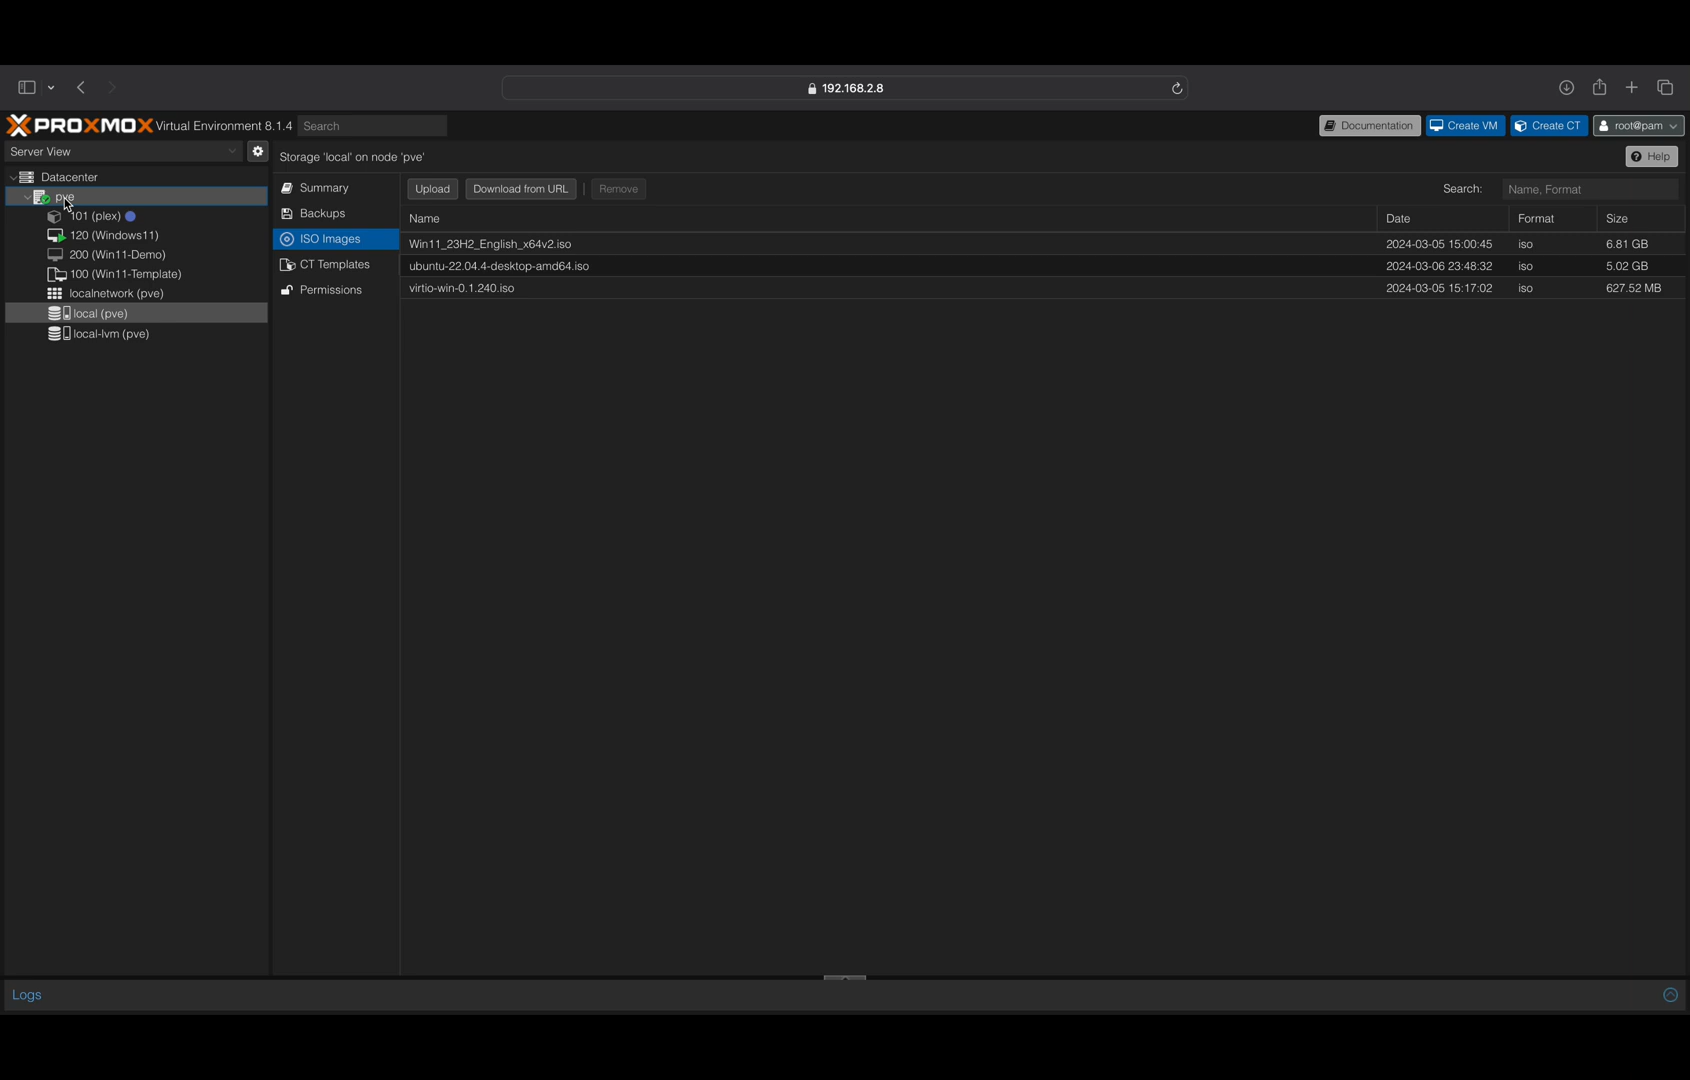 192.168.2.8
PROXMOX Virtual Environment 8.1.4 Search Documentation Create VM Create CT root@pam
Server View
Storage 'local' on node 'pve' Help
Datacenter
pve
101 (plex)
120 (Windows11)
200 (Win11-Demo)
100 (Win11-Template)
localnetwork (pve)
local (pve)
local-lvm (pve)
Summary
Backups
ISO Images
CT Templates
Permissions
Upload Download from URL Remove Search: Name, Format
Name Date Format Size
Win11_23H2_English_x64v2.iso 2024-03-05 15:00:45 iso 6.81 GB
ubuntu-22.04.4-desktop-amd64.iso 2024-03-06 23:48:32 iso 5.02 GB
virtio-win-0.1.240.iso 2024-03-05 15:17:02 iso 627.52 MB
Logs